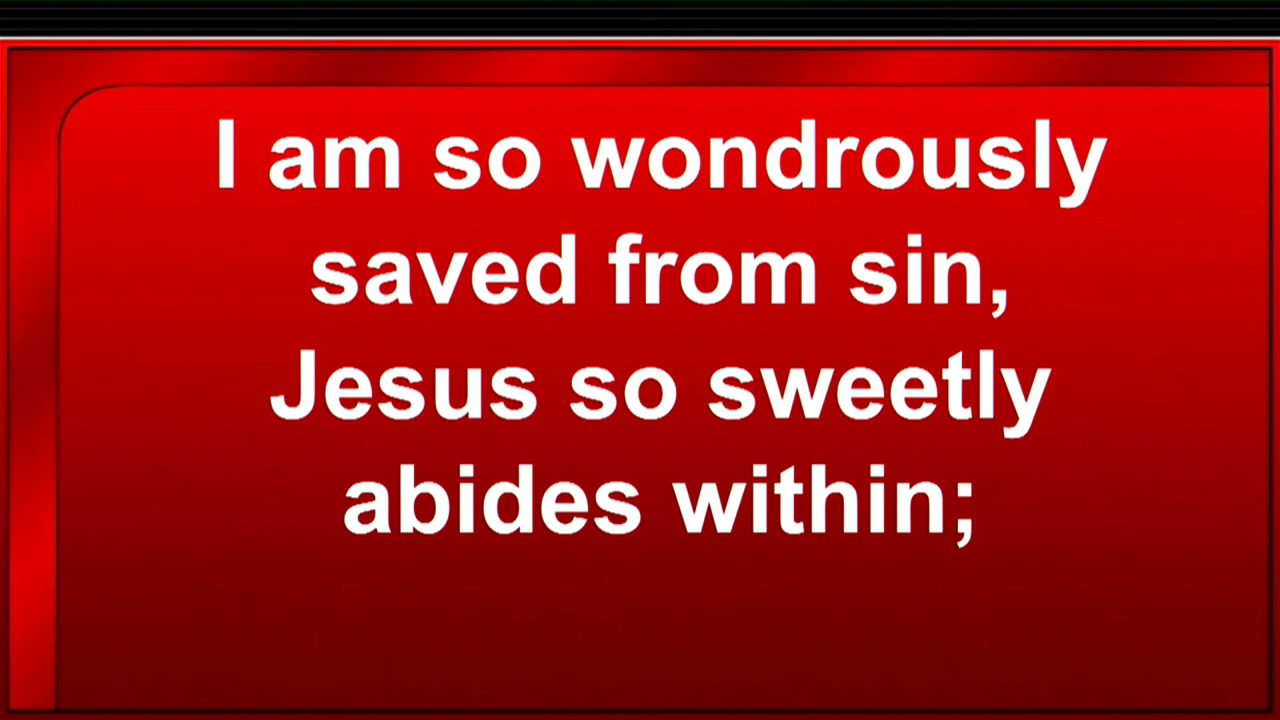 I am so wondrously
saved from sin,
Jesus so sweetly
abides within;